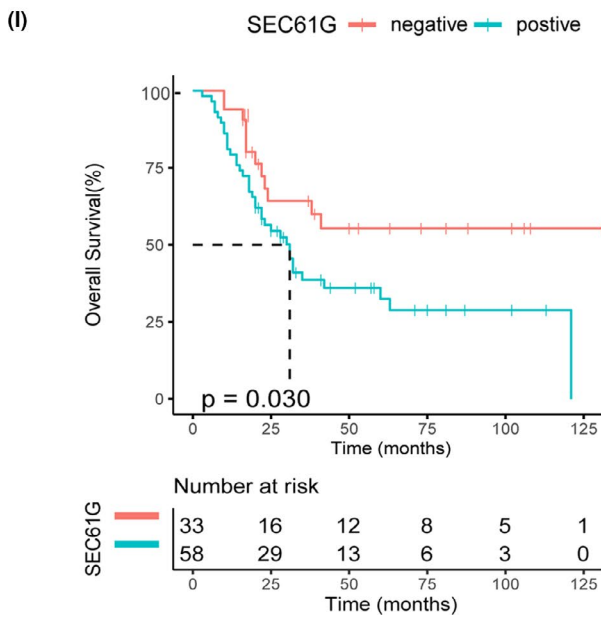 (I)
SEC61G negative postive
100
75
50
25
0
Overall Survival(%)
p = 0.030
0 25 50 75 100 125
Time (months)
Number at risk
SEC61G
33 16 12 8 5 1
58 29 13 6 3 0
0 25 50 75 100 125
Time (months)